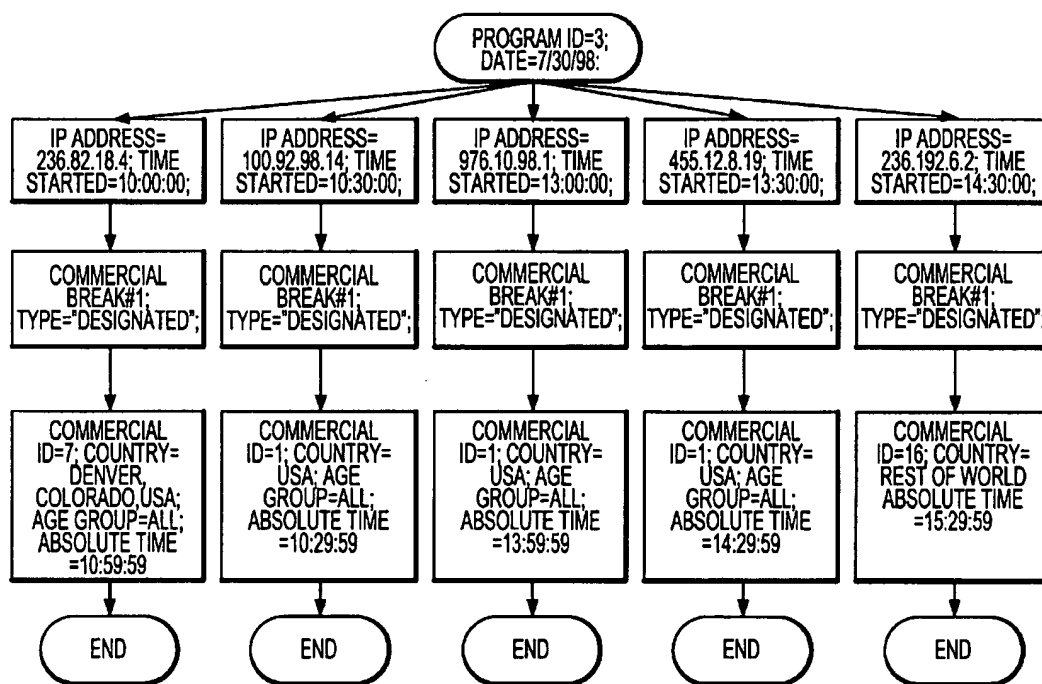 PROGRAM ID=3;
DATE=7/30/98:
IP ADDRESS=
236.82.18.4; TIME
STARTED=10:00:00;
IP ADDRESS=
100.92.98.14; TIME
STARTED=10:30:00;
IP ADDRESS=
976.10.98.1; TIME
STARTED=13:00:00;
IP ADDRESS=
455.12.8.19; TIME
STARTED=13:30:00;
IP ADDRESS=
236.192.6.2; TIME
STARTED=14:30:00;
COMMERCIAL
BREAK#1;
TYPE="DESIGNATED";
COMMERCIAL
BREAK#1;
TYPE="DESIGNATED";
COMMERCIAL
BREAK#1;
TYPE="DESIGNATED";
COMMERCIAL
BREAK#1;
TYPE="DESIGNATED";
COMMERCIAL
BREAK#1;
TYPE="DESIGNATED";
COMMERCIAL
ID=7; COUNTRY=
DENVER,
COLORADO,USA;
AGE GROUP=ALL;
ABSOLUTE TIME
=10:59:59
COMMERCIAL
ID=1; COUNTRY=
USA; AGE
GROUP=ALL;
ABSOLUTE TIME
=10:29:59
COMMERCIAL
ID=1; COUNTRY=
USA; AGE
GROUP=ALL;
ABSOLUTE TIME
=13:59:59
COMMERCIAL
ID=1; COUNTRY=
USA; AGE
GROUP=ALL;
ABSOLUTE TIME
=14:29:59
COMMERCIAL
ID=16; COUNTRY=
REST OF WORLD
ABSOLUTE TIME
=15:29:59
END
END
END
END
END